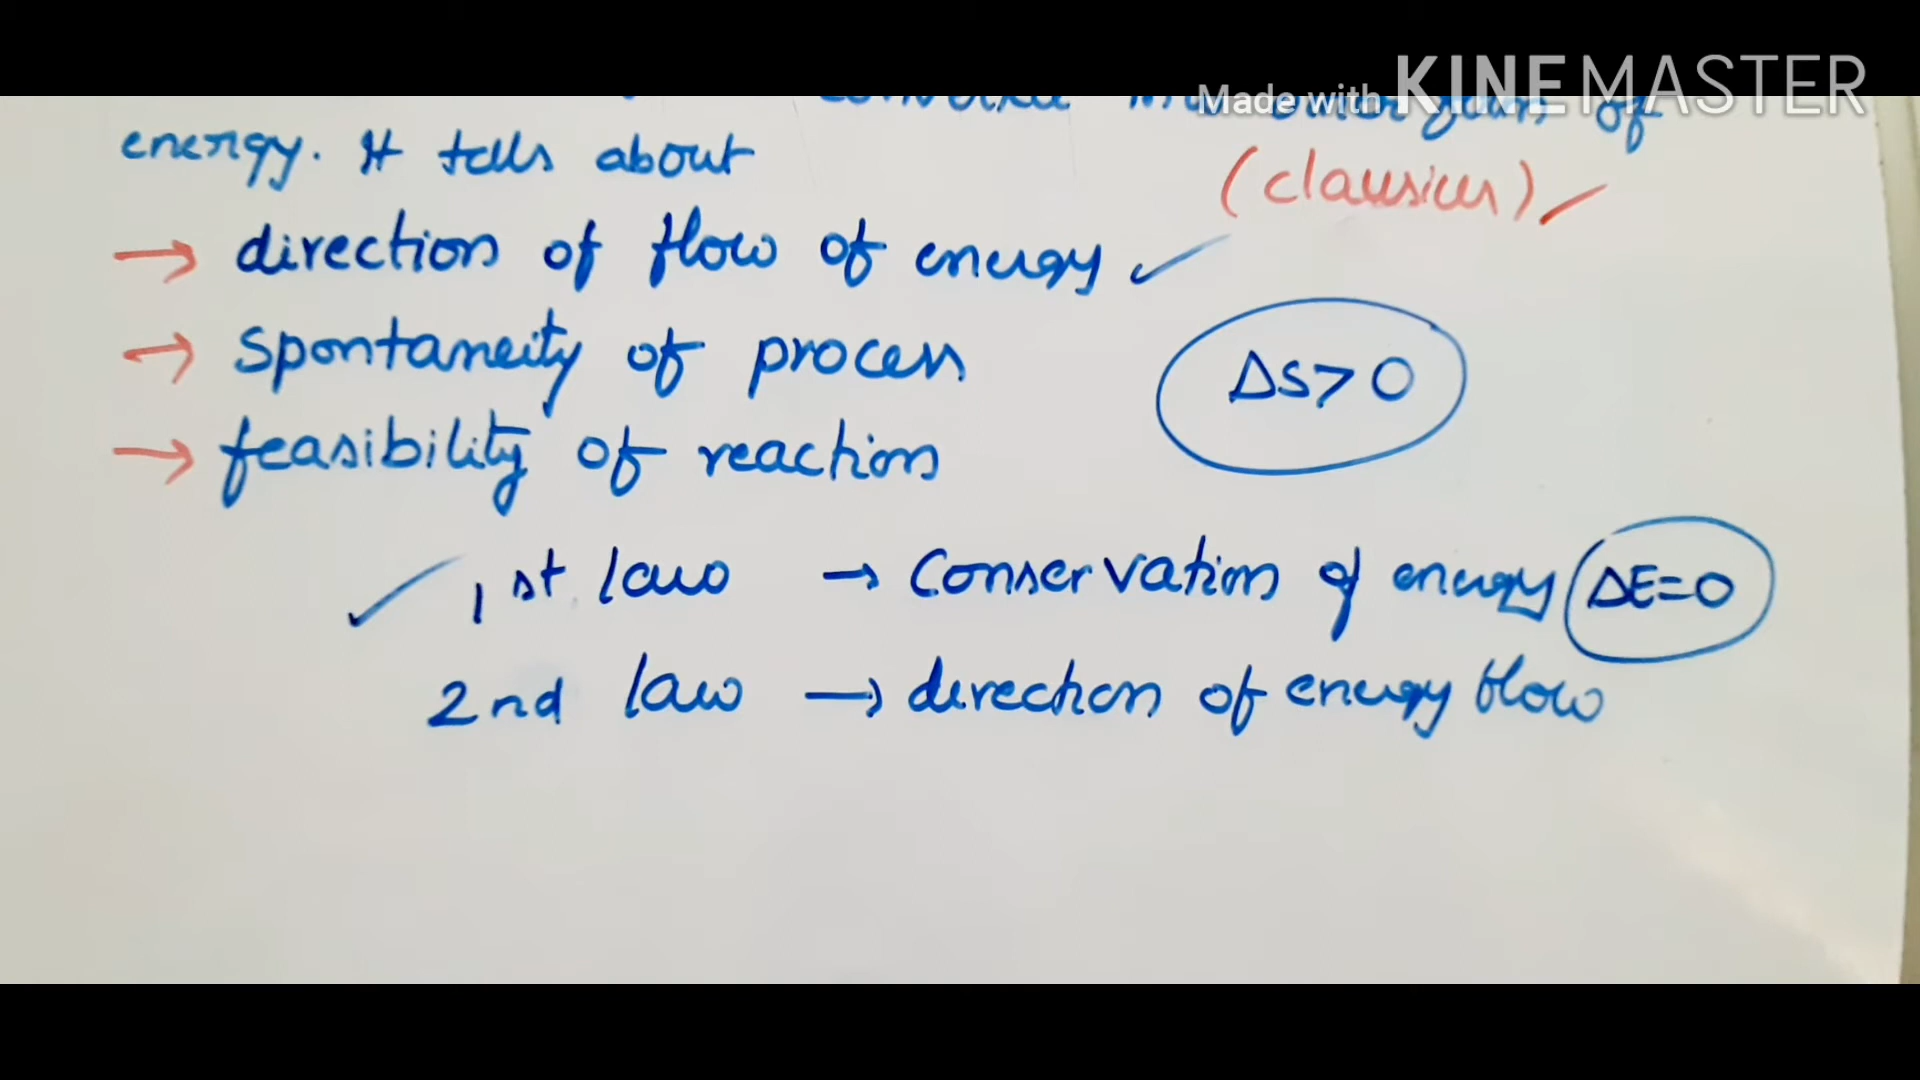 Made with KINEMASTER
of
energy. It tells about
(clausius) ✓
→ direction of flow of energy ✓
→ spontaneity of process
ΔS > 0
→ feasibility of reaction
✓ 1st law → Conservation of energy ΔE=0
2nd law → direction of energy flow